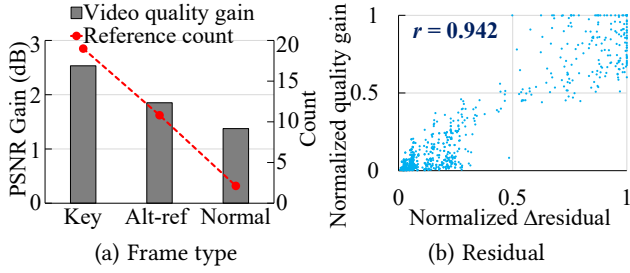 Video quality gain
Reference count
PSNR Gain (dB)
3
2
1
0
20
15
10
5
0
Count
Key Alt-ref Normal
(a) Frame type
r = 0.942
Normalized quality gain
1
0.5
0
0 0.5 1
Normalized Δresidual
(b) Residual